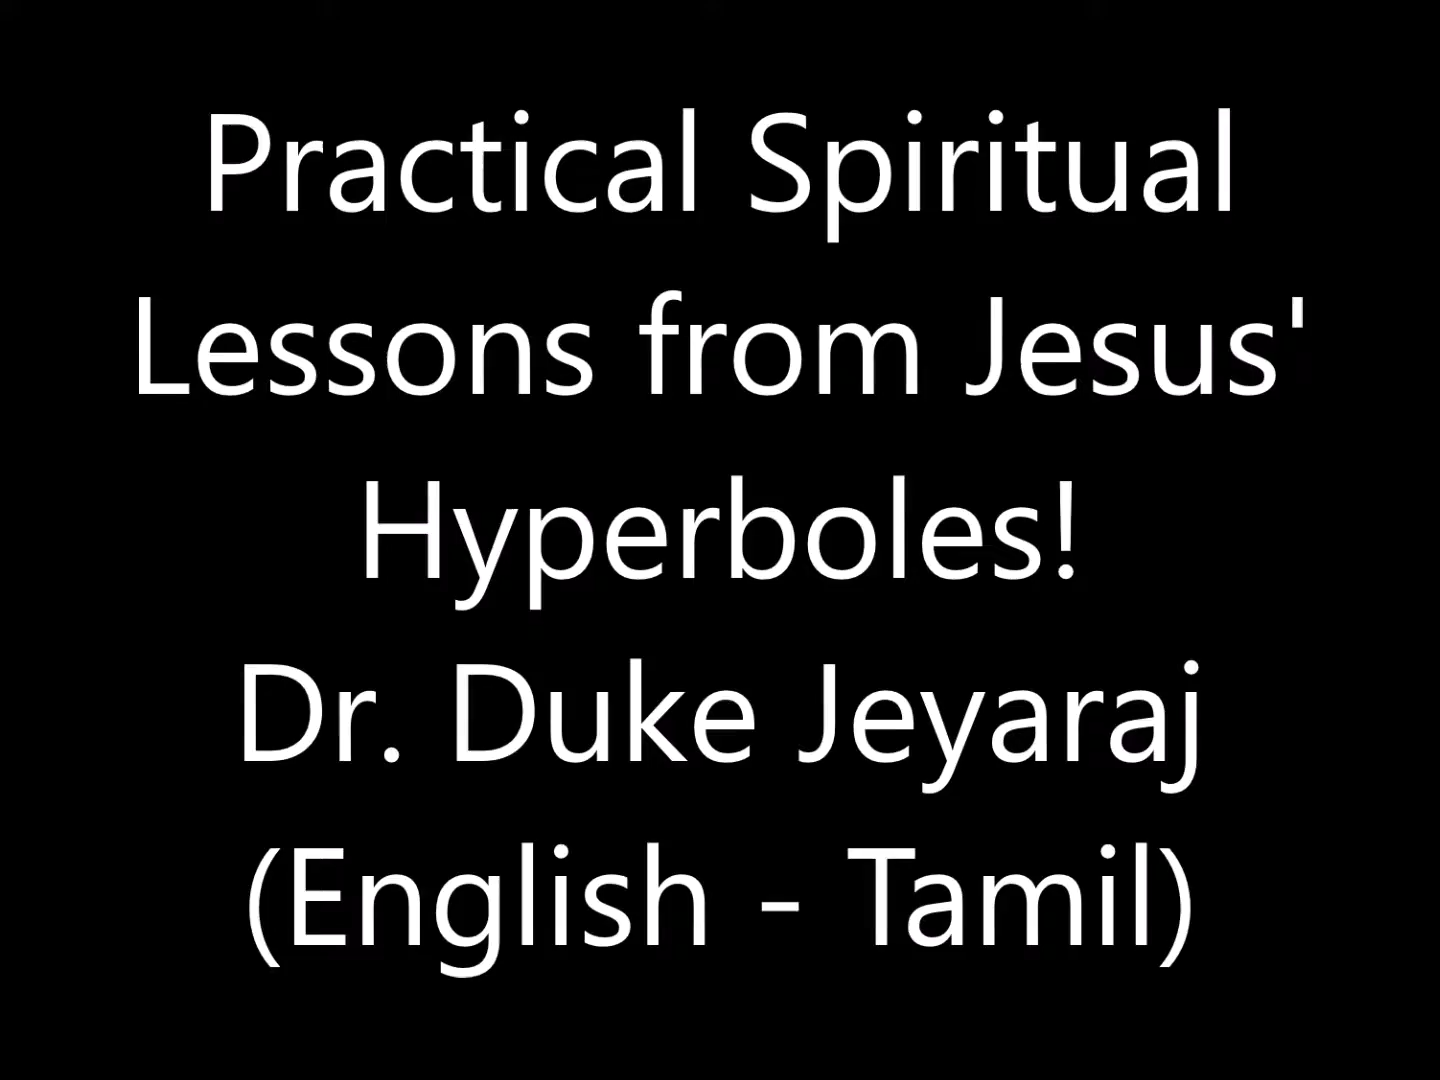 Practical Spiritual
Lessons from Jesus'
Hyperboles!
Dr. Duke Jeyaraj
(English - Tamil)